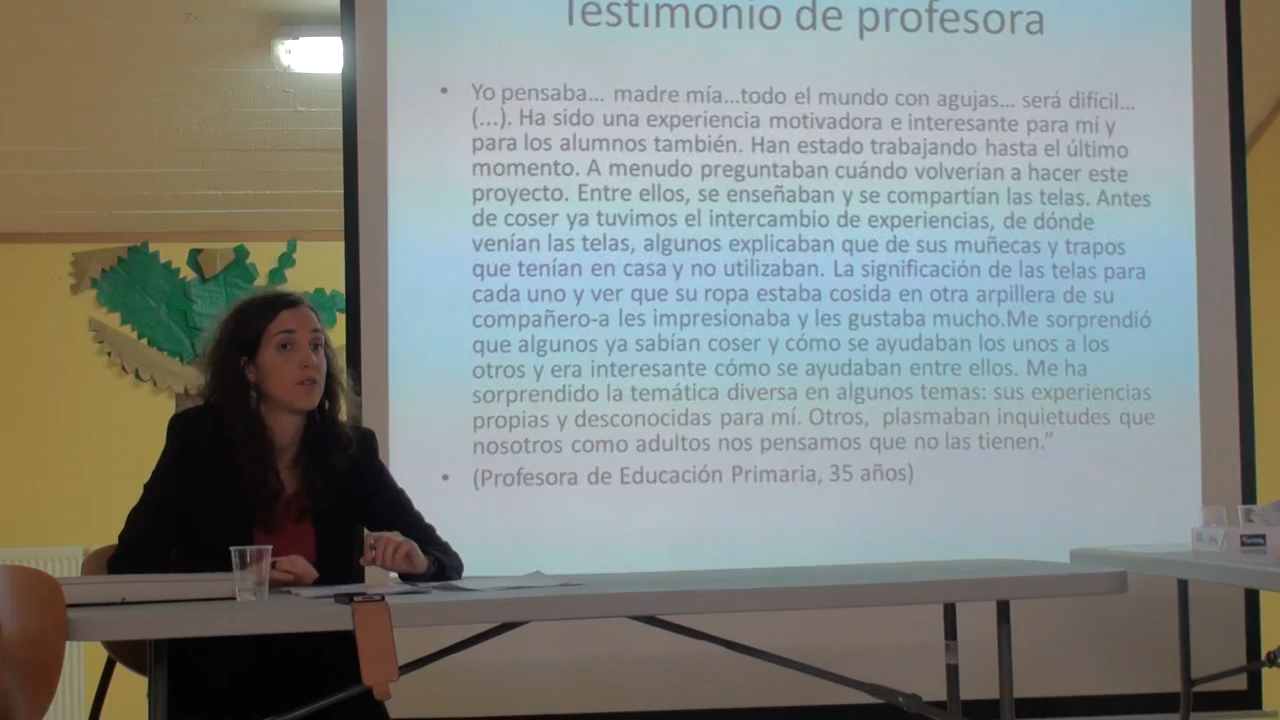 Testimonio de profesora
• Yo pensaba... madre mía...todo el mundo con agujas... será difícil...
(...). Ha sido una experiencia motivadora e interesante para mí y
para los alumnos también. Han estado trabajando hasta el último
momento. A menudo preguntaban cuándo volverían a hacer este
proyecto. Entre ellos, se enseñaban y se compartían las telas. Antes
de coser ya tuvimos el intercambio de experiencias, de dónde
venían las telas, algunos explicaban que de sus muñecas y trapos
que tenían en casa y no utilizaban. La significación de las telas para
cada uno y ver que su ropa estaba cosida en otra arpillera de su
compañero-a les impresionaba y les gustaba mucho.Me sorprendió
que algunos ya sabían coser y cómo se ayudaban los unos a los
otros y era interesante cómo se ayudaban entre ellos. Me ha
sorprendido la temática diversa en algunos temas: sus experiencias
propias y desconocidas para mí. Otros, plasmaban inquietudes que
nosotros como adultos nos pensamos que no las tienen.”
• (Profesora de Educación Primaria, 35 años)